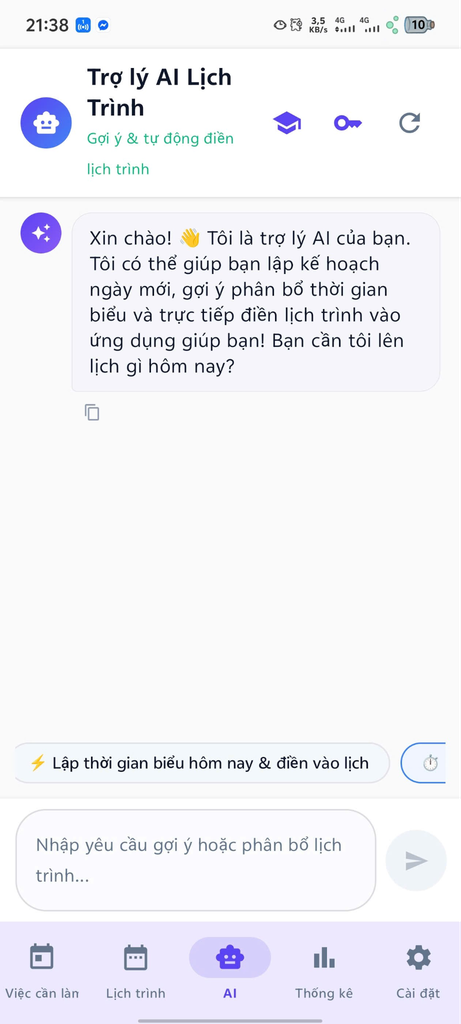 21:38
3,5
KB/s
4G
4G
10
Trợ lý AI Lịch
Trình
Gợi ý & tự động điền
lịch trình
Xin chào! 👋 Tôi là trợ lý AI của bạn.
Tôi có thể giúp bạn lập kế hoạch
ngày mới, gợi ý phân bổ thời gian
biểu và trực tiếp điền lịch trình vào
ứng dụng giúp bạn! Bạn cần tôi lên
lịch gì hôm nay?
⚡ Lập thời gian biểu hôm nay & điền vào lịch
Nhập yêu cầu gợi ý hoặc phân bổ lịch
trình...
Việc cần làm
Lịch trình
AI
Thống kê
Cài đặt